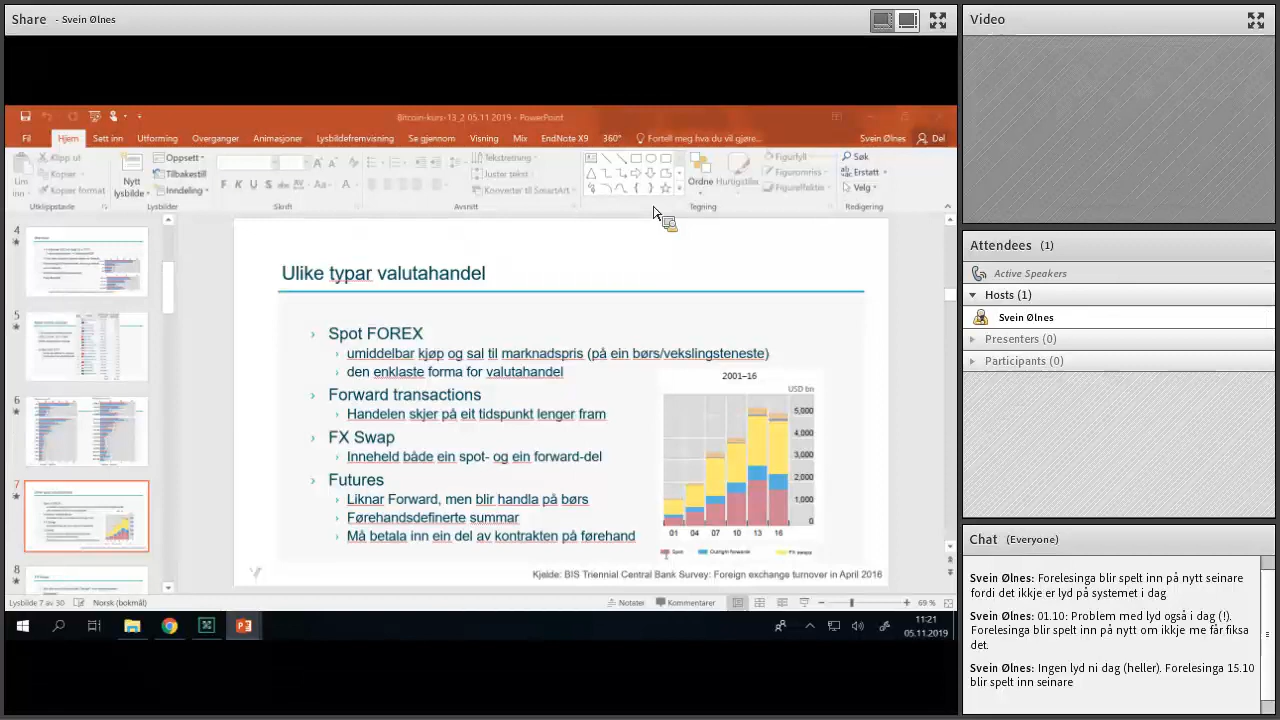 Share - Svein Ølnes
Video
Bitcoin-kurs-13_2 05.11 2019 - PowerPoint
Fil Hjem Sett inn Utforming Overganger Animasjoner Lysbildefremvisning Se gjennom Visning Mix EndNote X9 360° Fortell meg hva du vil gjøre... Svein Ølnes Del
Lim inn
Klipp ut
Kopier
Kopier format
Utklippstavle
Nytt lysbilde
Oppsett
Tilbakestill
Inndeling
Lysbilder
F K U S abc AV Aa A
Skrift
Tekstretning
Juster tekst
Konverter til SmartArt
Avsnitt
Ordne
Hurtigstiler
Figurfyll
Figuromriss
Figureffekter
Tegning
Søk
Erstatt
Velg
Redigering
4
5
6
7
8
Ulike typar valutahandel
Spot FOREX
umiddelbar kjøp og sal til marknadspris (på ein børs/vekslingsteneste)
den enklaste forma for valutahandel
Forward transactions
Handelen skjer på eit tidspunkt lenger fram
FX Swap
Inneheld både ein spot- og ein forward-del
Futures
Liknar Forward, men blir handla på børs
Førehandsdefinerte summar
Må betala inn ein del av kontrakten på førehand
2001–16
USD bn
5,000
4,000
3,000
2,000
1,000
0
01 04 07 10 13 16
Spot Outright forwards FX swaps
Kjelde: BIS Triennial Central Bank Survey: Foreign exchange turnover in April 2016
Lysbilde 7 av 30 Norsk (bokmål) Notater Kommentarer 69 %
11:21
05.11.2019
Attendees (1)
Active Speakers
Hosts (1)
Svein Ølnes
Presenters (0)
Participants (0)
Chat (Everyone)
Svein Ølnes: Forelesinga blir spelt inn på nytt seinare
fordi det ikkje er lyd på systemet i dag
Svein Ølnes: 01.10: Problem med lyd også i dag (!).
Forelesinga blir spelt inn på nytt om ikkje me får fiksa
det.
Svein Ølnes: Ingen lyd ni dag (heller). Forelesinga 15.10
blir spelt inn seinare